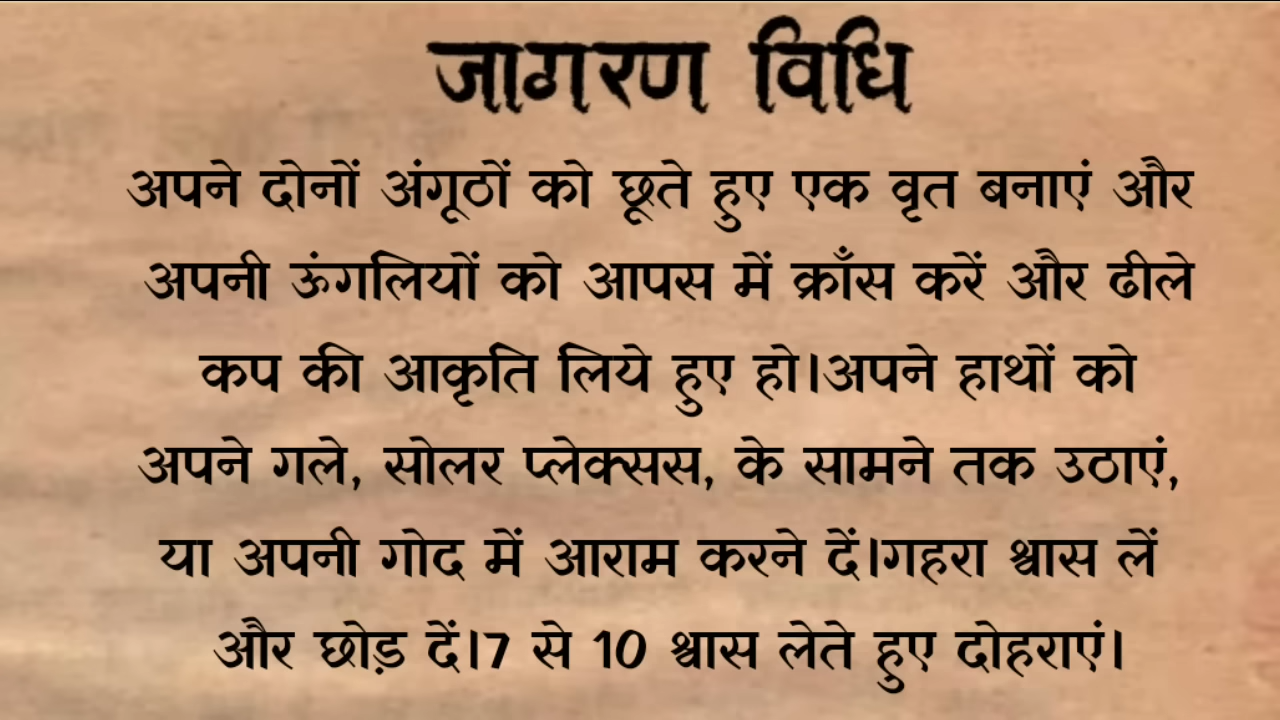 जागरण विधि
अपने दोनों अंगूठों को छूते हुए एक वृत बनाएं और
अपनी ऊंगलियों को आपस में क्रॉंस करें और ढीले
कप की आकृति लिये हुए हो।अपने हाथों को
अपने गले, सोलर प्लेक्सस, के सामने तक उठाएं,
या अपनी गोद में आराम करने दें।गहरा श्वास लें
और छोड़ दें।7 से 10 श्वास लेते हुए दोहराएं।